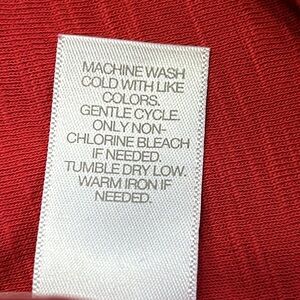 MACHINE WASH
COLD WITH LIKE
COLORS.
GENTLE CYCLE.
ONLY NON-
CHLORINE BLEACH
IF NEEDED.
TUMBLE DRY LOW.
WARM IRON IF
NEEDED.